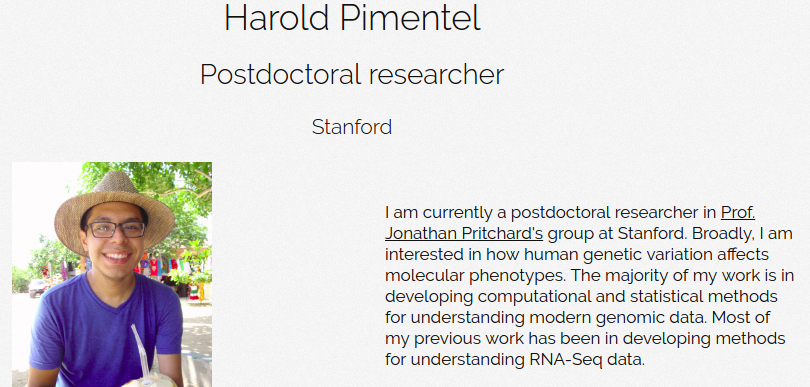 Harold Pimentel
Postdoctoral researcher
Stanford
I am currently a postdoctoral researcher in Prof.
Jonathan Pritchard's group at Stanford. Broadly, I am
interested in how human genetic variation affects
molecular phenotypes. The majority of my work is in
developing computational and statistical methods
for understanding modern genomic data. Most of
my previous work has been in developing methods
for understanding RNA-Seq data.